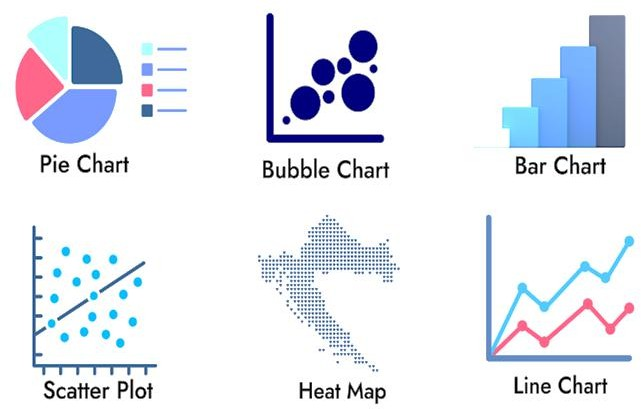 Pie Chart
Bubble Chart
Bar Chart
Scatter Plot
Heat Map
Line Chart